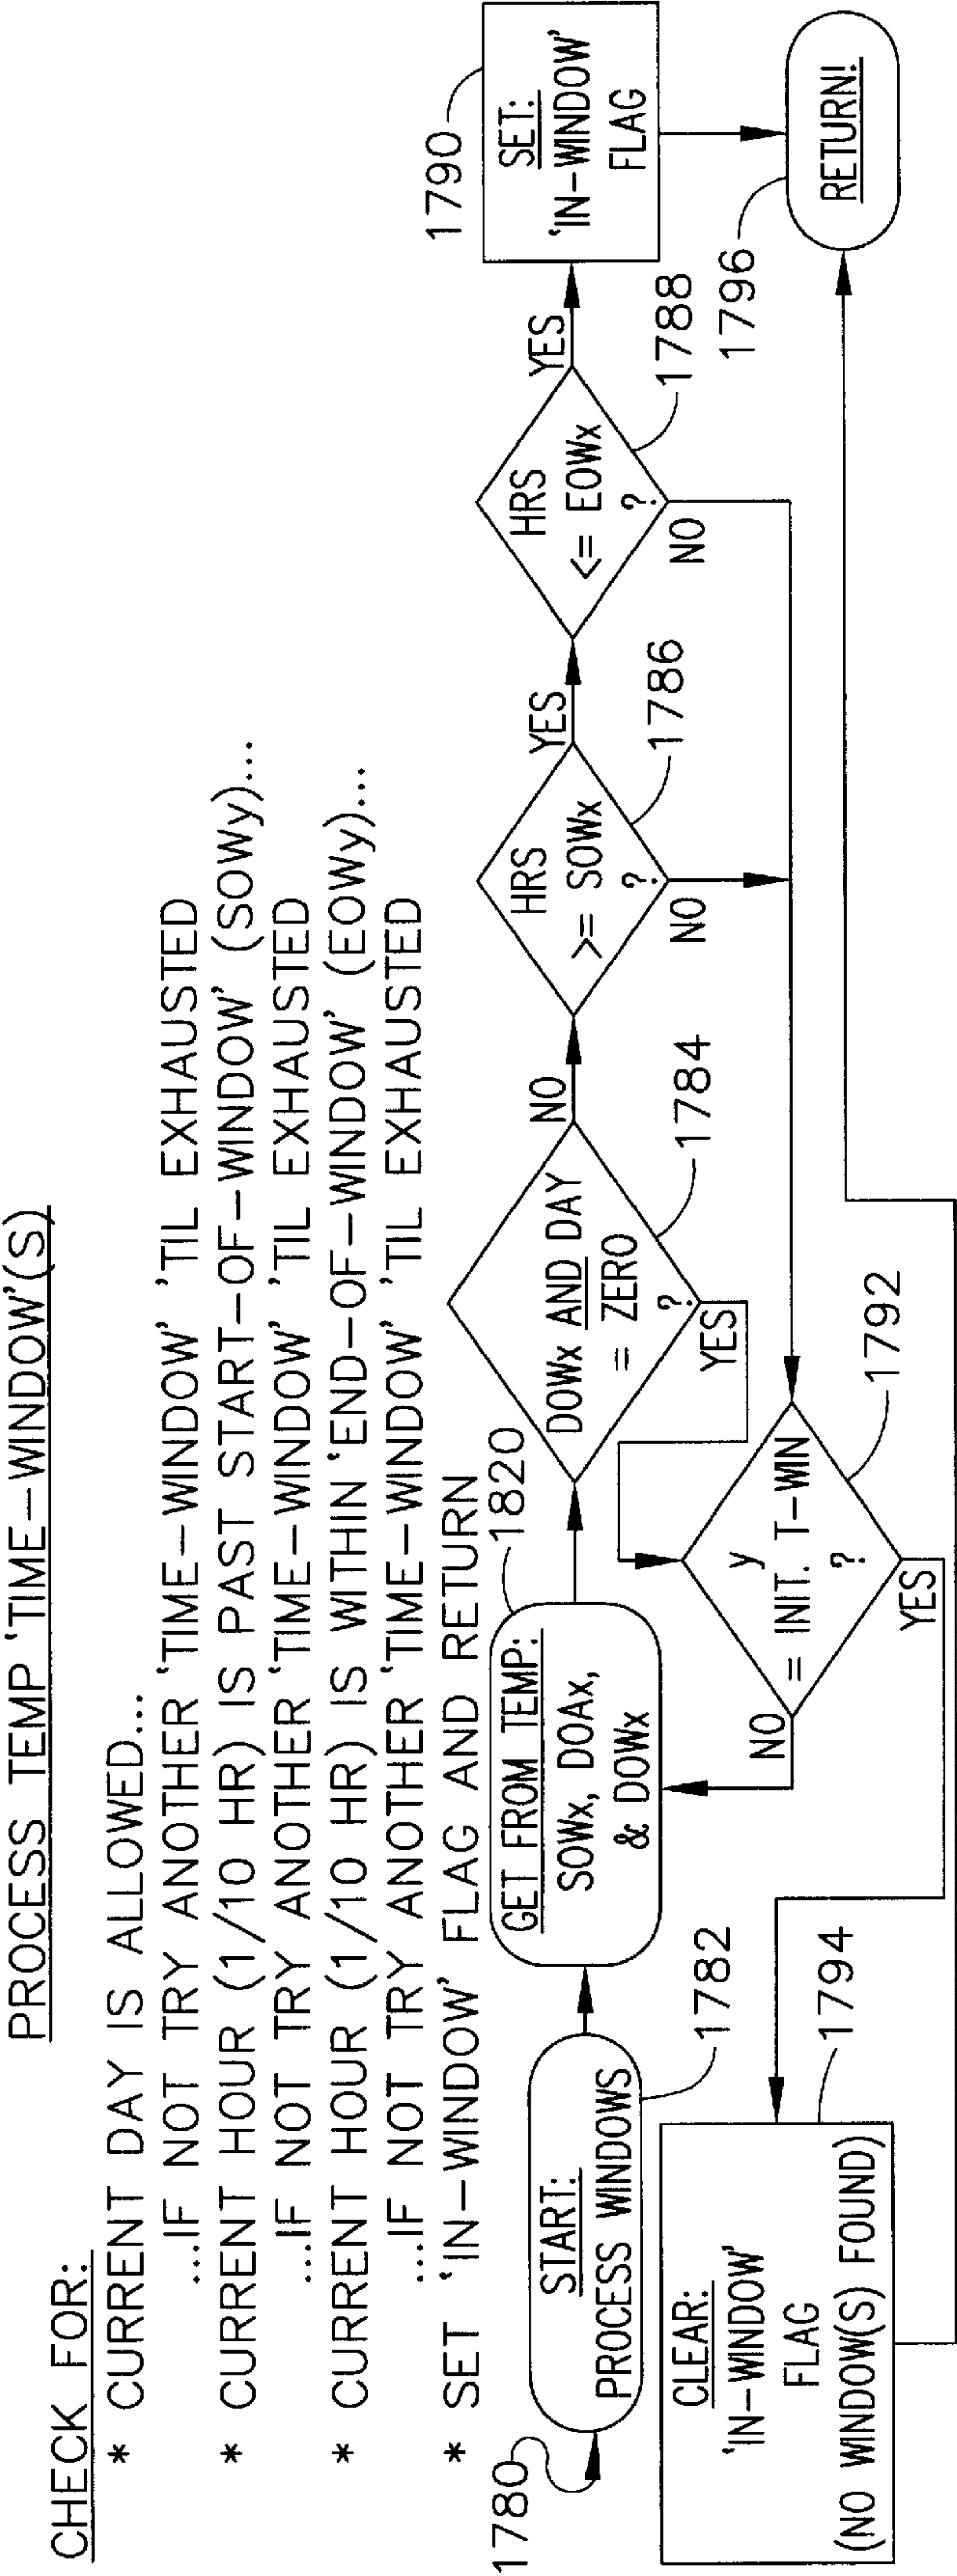 PROCESS TEMP 'TIME-WINDOW'(S)
CHECK FOR:
* CURRENT DAY IS ALLOWED...
...IF NOT TRY ANOTHER 'TIME-WINDOW' 'TIL EXHAUSTED
* CURRENT HOUR (1/10 HR) IS PAST START-OF-WINDOW' (SOWy)...
...IF NOT TRY ANOTHER 'TIME-WINDOW' 'TIL EXHAUSTED
* CURRENT HOUR (1/10 HR) IS WITHIN 'END-OF-WINDOW' (EOWy)...
...IF NOT TRY ANOTHER 'TIME-WINDOW' 'TIL EXHAUSTED
* SET 'IN-WINDOW' FLAG AND RETURN
1780
START:
PROCESS WINDOWS
1782
GET FROM TEMP:
SOWx, DOAx,
& DOWx
1820
DOWx AND DAY
= ZERO
?
1784
NO
YES
HRS
>= SOWx
?
1786
YES
NO
HRS
<= EOWx
?
1788
YES
NO
SET:
'IN-WINDOW'
FLAG
1790
y
= INIT. T-WIN
?
1792
NO
YES
CLEAR:
'IN-WINDOW'
FLAG
(NO WINDOW(S) FOUND)
1794
RETURN!
1796